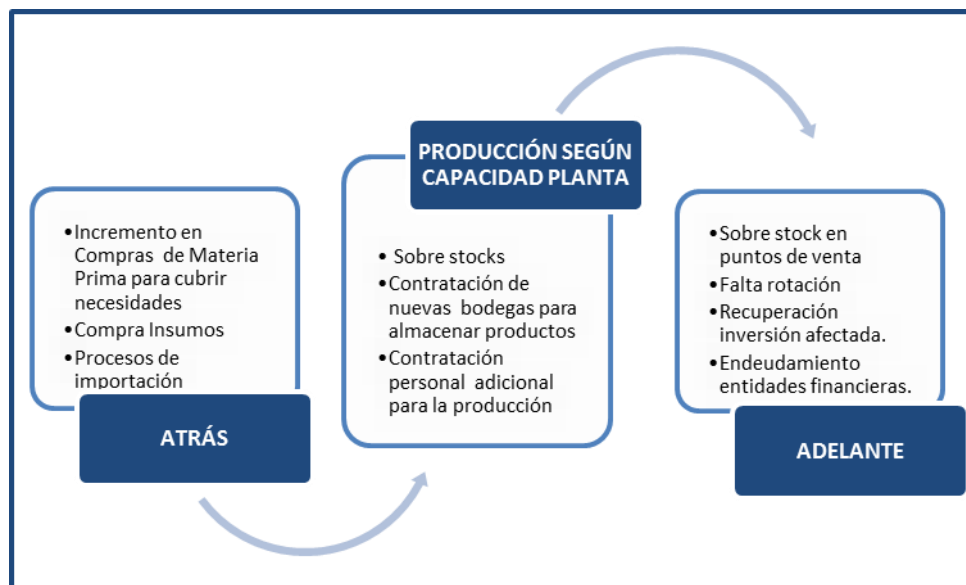 •Incremento en
Compras de Materia
Prima para cubrir
necesidades
•Compra Insumos
•Procesos de
importación
ATRÁS
PRODUCCIÓN SEGÚN
CAPACIDAD PLANTA
• Sobre stocks
•Contratación de
nuevas bodegas para
almacenar productos
•Contratación
personal adicional
para la producción
•Sobre stock en
puntos de venta
•Falta rotación
•Recuperación
inversión afectada.
•Endeudamiento
entidades financieras.
ADELANTE